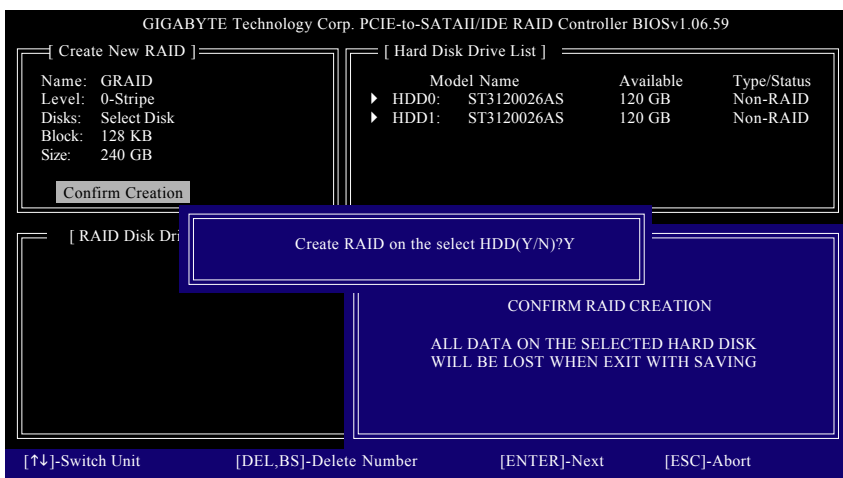 GIGABYTE Technology Corp. PCIE-to-SATAII/IDE RAID Controller BIOSv1.06.59
[ Create New RAID ]
Name: GRAID
Level: 0-Stripe
Disks: Select Disk
Block: 128 KB
Size: 240 GB
Confirm Creation
[ Hard Disk Drive List ]
Model Name Available Type/Status
HDD0: ST3120026AS 120 GB Non-RAID
HDD1: ST3120026AS 120 GB Non-RAID
[ RAID Disk Dri
Create RAID on the select HDD(Y/N)?Y
CONFIRM RAID CREATION
ALL DATA ON THE SELECTED HARD DISK
WILL BE LOST WHEN EXIT WITH SAVING
[↑↓]-Switch Unit [DEL,BS]-Delete Number [ENTER]-Next [ESC]-Abort